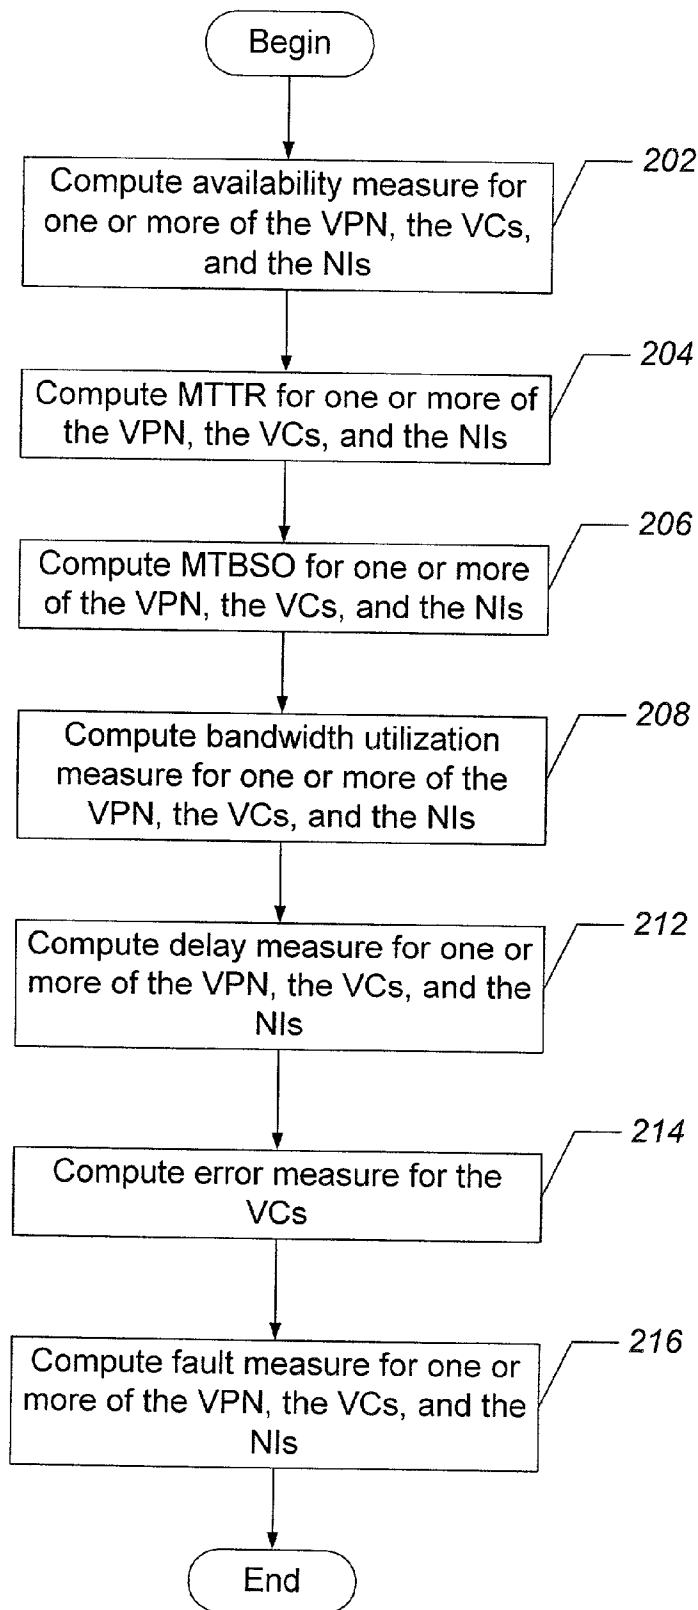 Begin
202
Compute availability measure for
one or more of the VPN, the VCs,
and the NIs
204
Compute MTTR for one or more of
the VPN, the VCs, and the NIs
206
Compute MTBSO for one or more
of the VPN, the VCs, and the NIs
208
Compute bandwidth utilization
measure for one or more of the
VPN, the VCs, and the NIs
212
Compute delay measure for one or
more of the VPN, the VCs, and the
NIs
214
Compute error measure for the
VCs
216
Compute fault measure for one or
more of the VPN, the VCs, and the
NIs
End